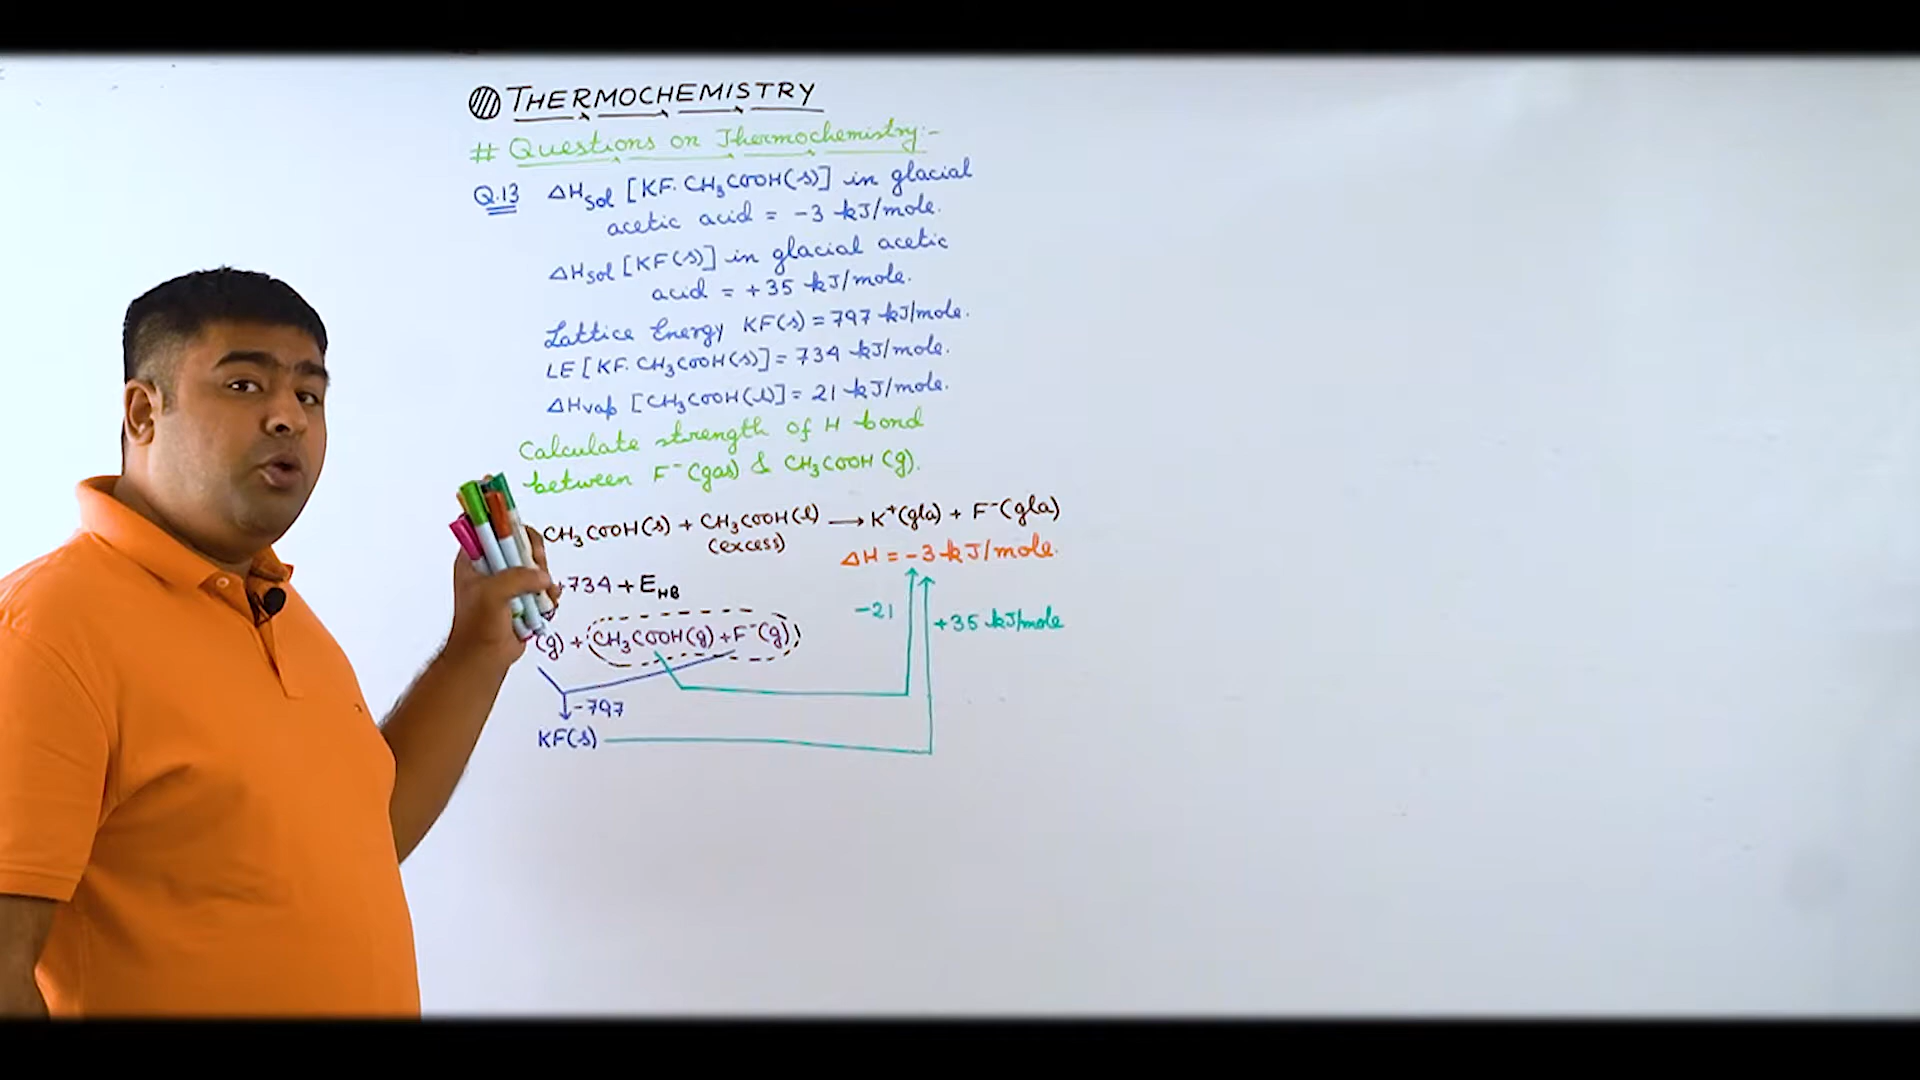 THERMOCHEMISTRY
# Questions on Thermochemistry:-
Q.13 ΔHsol [KF. CH₃COOH(s)] in glacial
acetic acid = -3 kJ/mole.
ΔHsol [KF(s)] in glacial acetic
acid = +35 kJ/mole.
Lattice Energy KF(s) = 797 kJ/mole.
LE [KF. CH₃COOH(s)] = 734 kJ/mole.
ΔHvap [CH₃COOH(l)] = 21 kJ/mole.
Calculate strength of H bond
between F⁻(gas) & CH₃COOH(g).
CH₃COOH(s) + CH₃COOH(l) → K⁺(gla) + F⁻(gla)
(excess)
ΔH = -3 kJ/mole.
+734 + E_HB
-21
+35 kJ/mole
(g) + (CH₃COOH(g) + F⁻(g))
-797
KF(s)